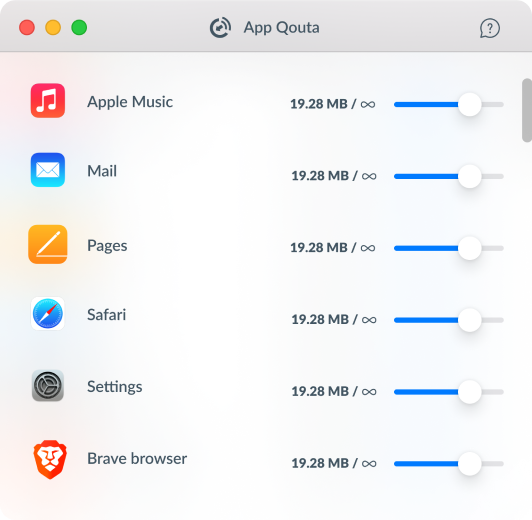 App Qouta
?
Apple Music 19.28 MB / ∞
Mail 19.28 MB / ∞
Pages 19.28 MB / ∞
Safari 19.28 MB / ∞
Settings 19.28 MB / ∞
Brave browser 19.28 MB / ∞